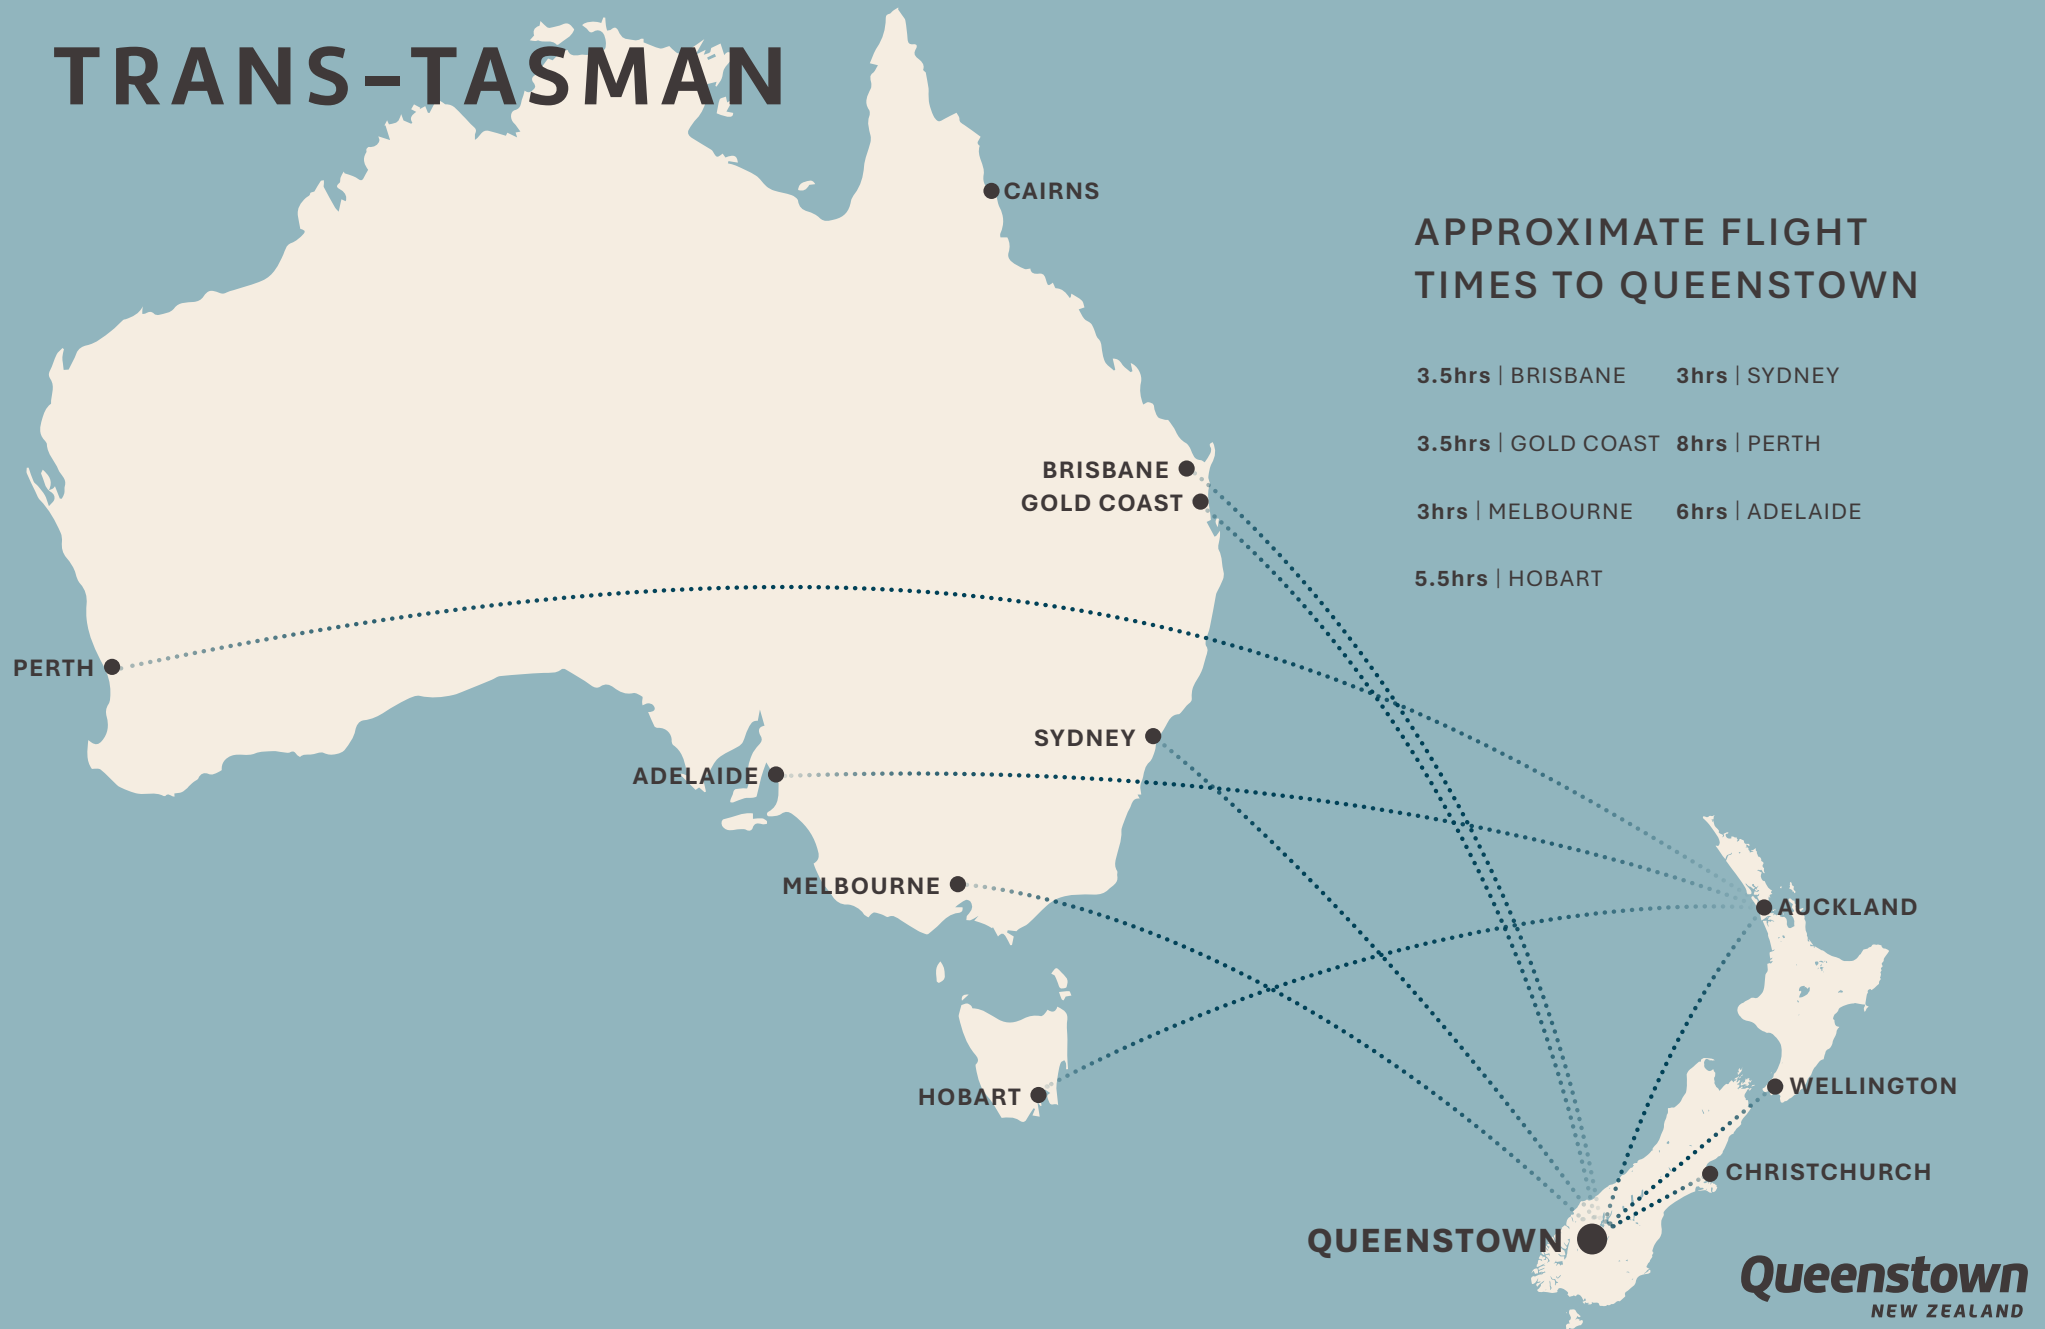 TRANS-TASMAN
CAIRNS
APPROXIMATE FLIGHT
TIMES TO QUEENSTOWN
3.5hrs | BRISBANE
3hrs | SYDNEY
3.5hrs | GOLD COAST
8hrs | PERTH
3hrs | MELBOURNE
6hrs | ADELAIDE
5.5hrs | HOBART
BRISBANE
GOLD COAST
PERTH
SYDNEY
ADELAIDE
MELBOURNE
AUCKLAND
HOBART
WELLINGTON
CHRISTCHURCH
QUEENSTOWN
Queenstown
NEW ZEALAND